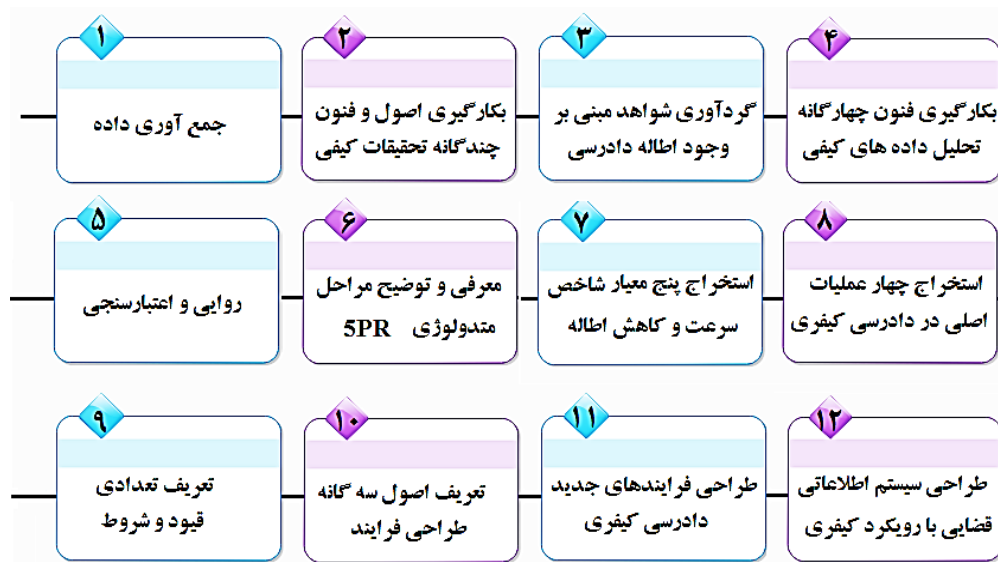 ۱
جمع آوری داده
۲
بکارگیری اصول و فنون
چندگانه تحقیقات کیفی
۳
گردآوری شواهد مبنی بر
وجود اطاله دادرسی
۴
بکارگیری فنون چهارگانه
تحلیل داده های کیفی
۵
روایی و اعتبارسنجی
۶
معرفی و توضیح مراحل
متدولوژی 5PR
۷
استخراج پنج معیار شاخص
سرعت و کاهش اطاله
۸
استخراج چهار عملیات
اصلی در دادرسی کیفری
۹
تعریف تعدادی
قیود و شروط
۱۰
تعریف اصول سه گانه
طراحی فرایند
۱۱
طراحی فرایندهای جدید
دادرسی کیفری
۱۲
طراحی سیستم اطلاعاتی
قضایی با رویکرد کیفری